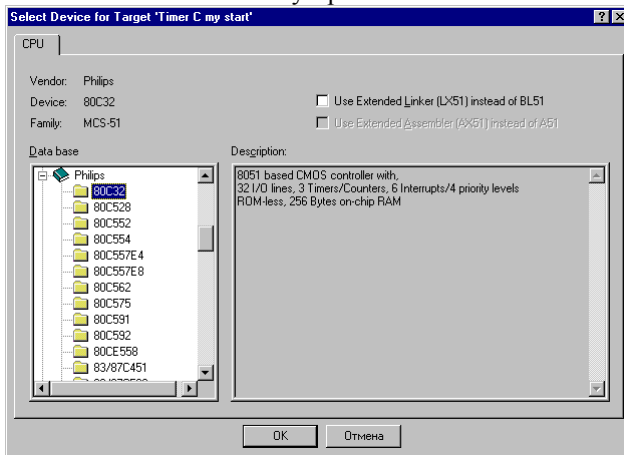 Select Device for Target 'Timer C my start'
CPU
Vendor: Philips
Device: 80C32
Family: MCS-51
Use Extended Linker (LX51) instead of BL51
Use Extended Assembler (AX51) instead of A51
Data base
Description:
Philips
80C32
80C528
80C552
80C554
80C557E4
80C557E8
80C562
80C575
80C591
80C592
80CE558
83/87C451
8051 based CMOS controller with,
32 I/O lines, 3 Timers/Counters, 6 Interrupts/4 priority levels
ROM-less, 256 Bytes on-chip RAM
OK
Отмена